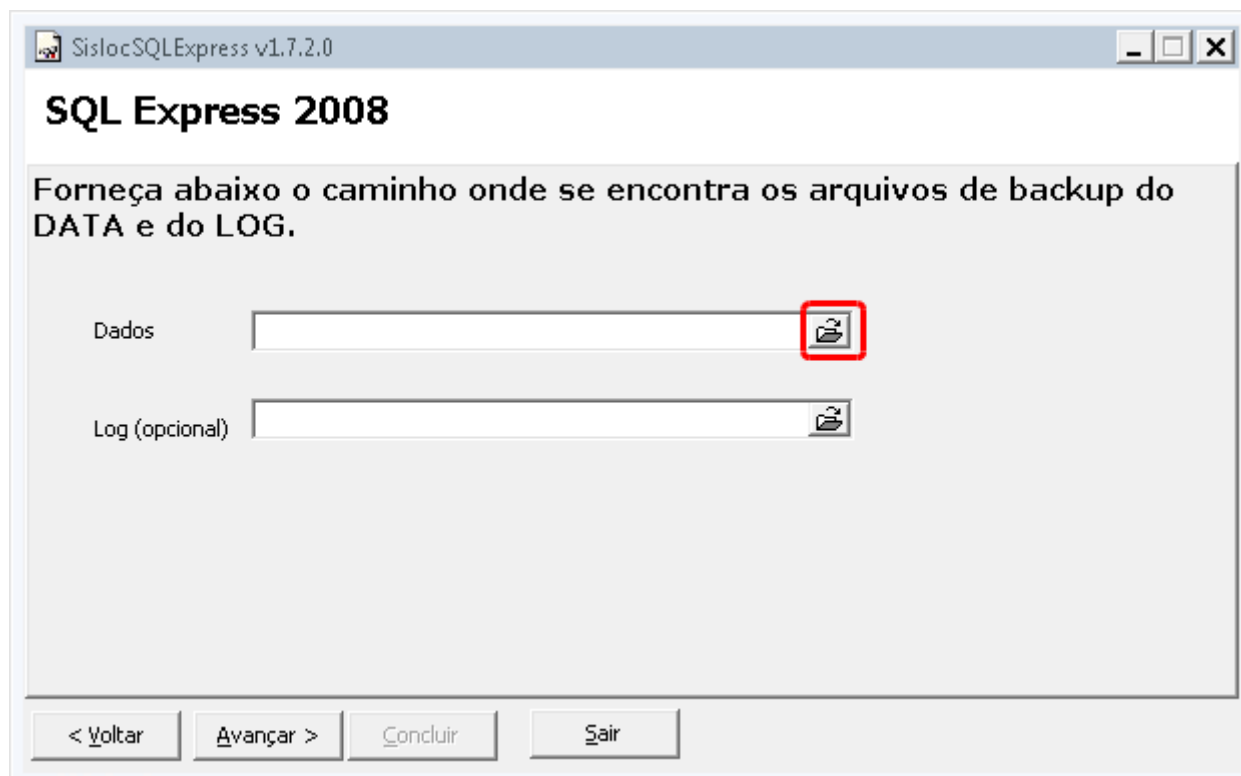 SislocSQLExpress v1.7.2.0
SQL Express 2008
Forneça abaixo o caminho onde se encontra os arquivos de backup do
DATA e do LOG.
Dados
Log (opcional)
< Voltar
Avançar >
Concluir
Sair